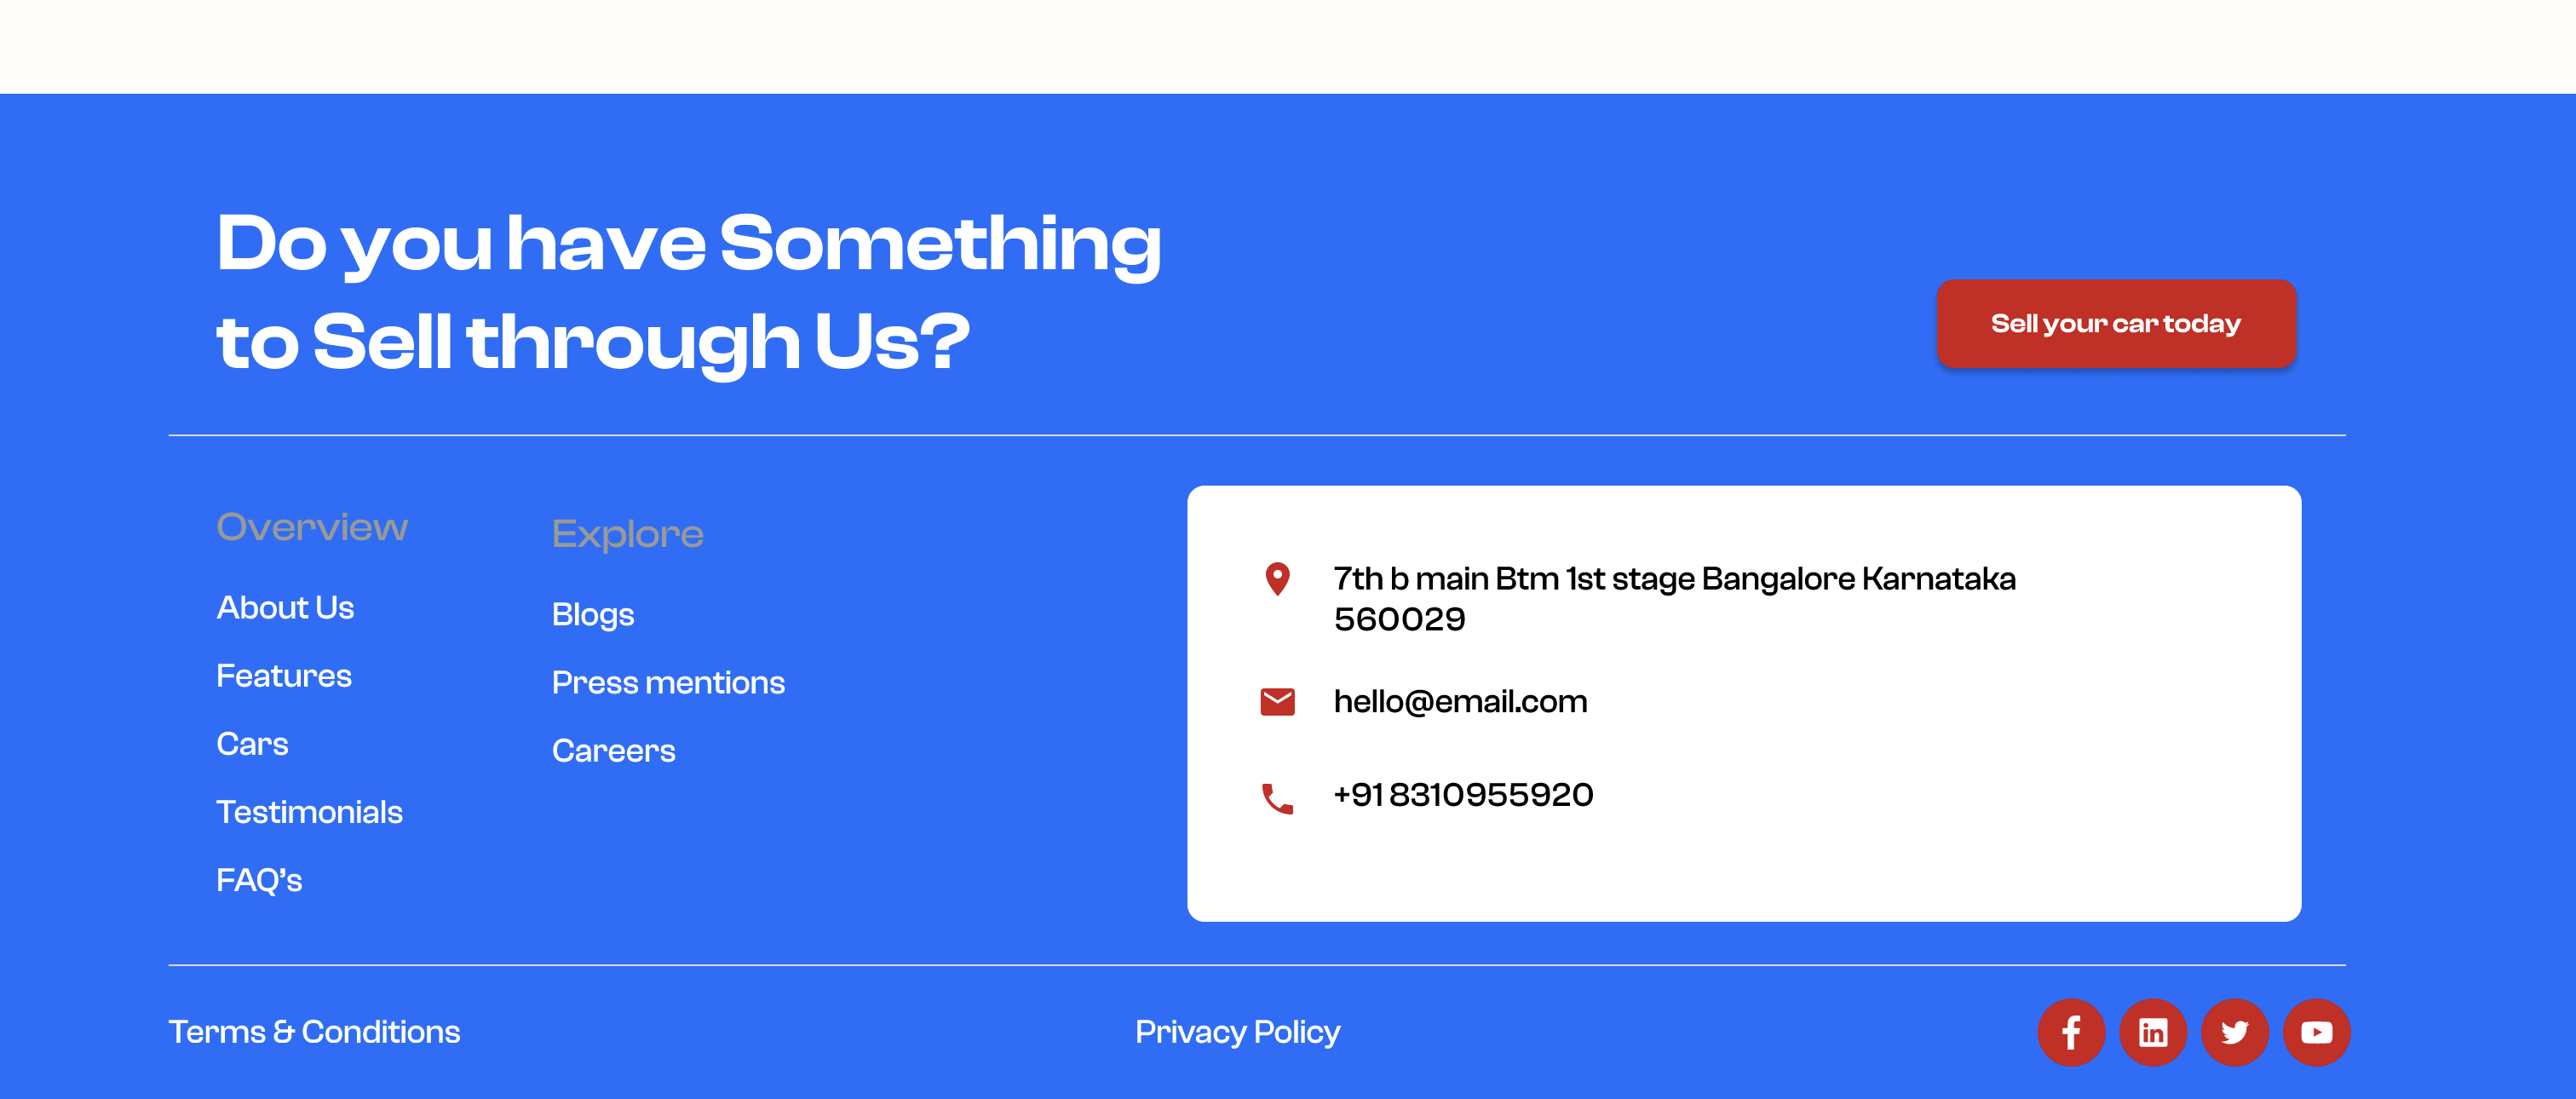 Do you have Something
to Sell through Us?
Sell your car today
Overview
About Us
Features
Cars
Testimonials
FAQ’s
Explore
Blogs
Press mentions
Careers
7th b main Btm 1st stage Bangalore Karnataka
560029
hello@email.com
+91 8310955920
Terms & Conditions
Privacy Policy